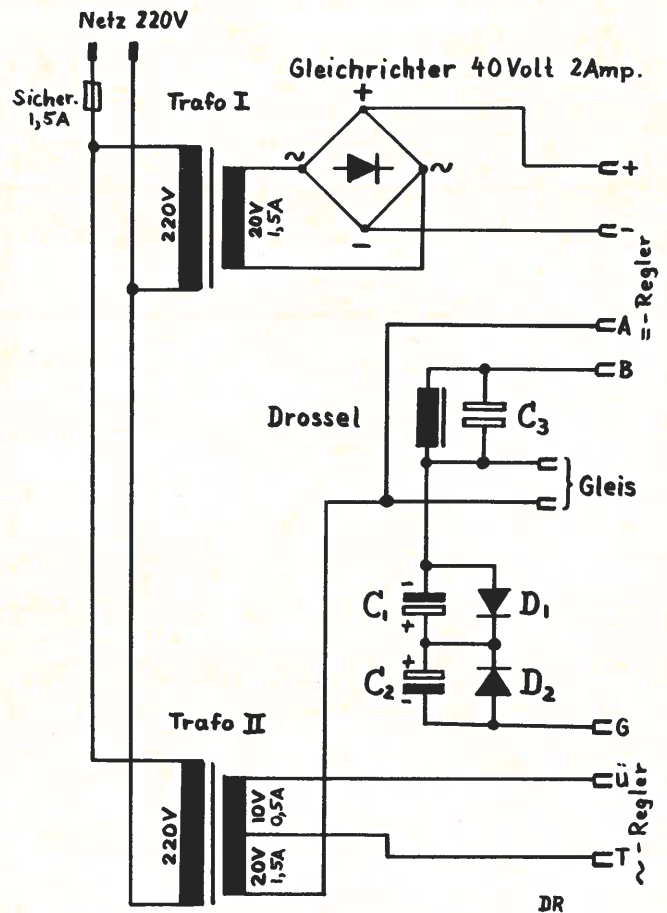 Netz 220V
Gleichrichter 40 Volt 2 Amp.
Sicher.
1,5A
Trafo I
+
~
~
-
220V
20V
1,5A
+
-
=-Regler
A
B
Drossel
C₃
Gleis
-
C₁
+
D₁
+
C₂
-
D₂
G
Trafo II
220V
10V
0,5A
20V
1,5A
Ü
T
~-Regler
DR